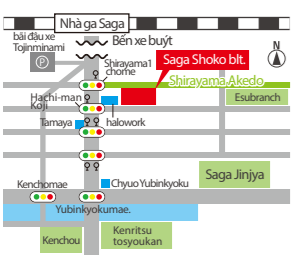 Nhà ga Saga
bãi đậu xe
Tojinminami
P
Bến xe buýt
N
Shirayama1
chome
Saga Shoko blt.
Shirayama Akedo
Hachi-man
Koji
Esubranch
Tamaya
halowork
Saga Jinjya
Kenchomae
Chyuo Yubinkyoku
Yubinkyokumae.
Kenchou
Kenritsu
tosyoukan